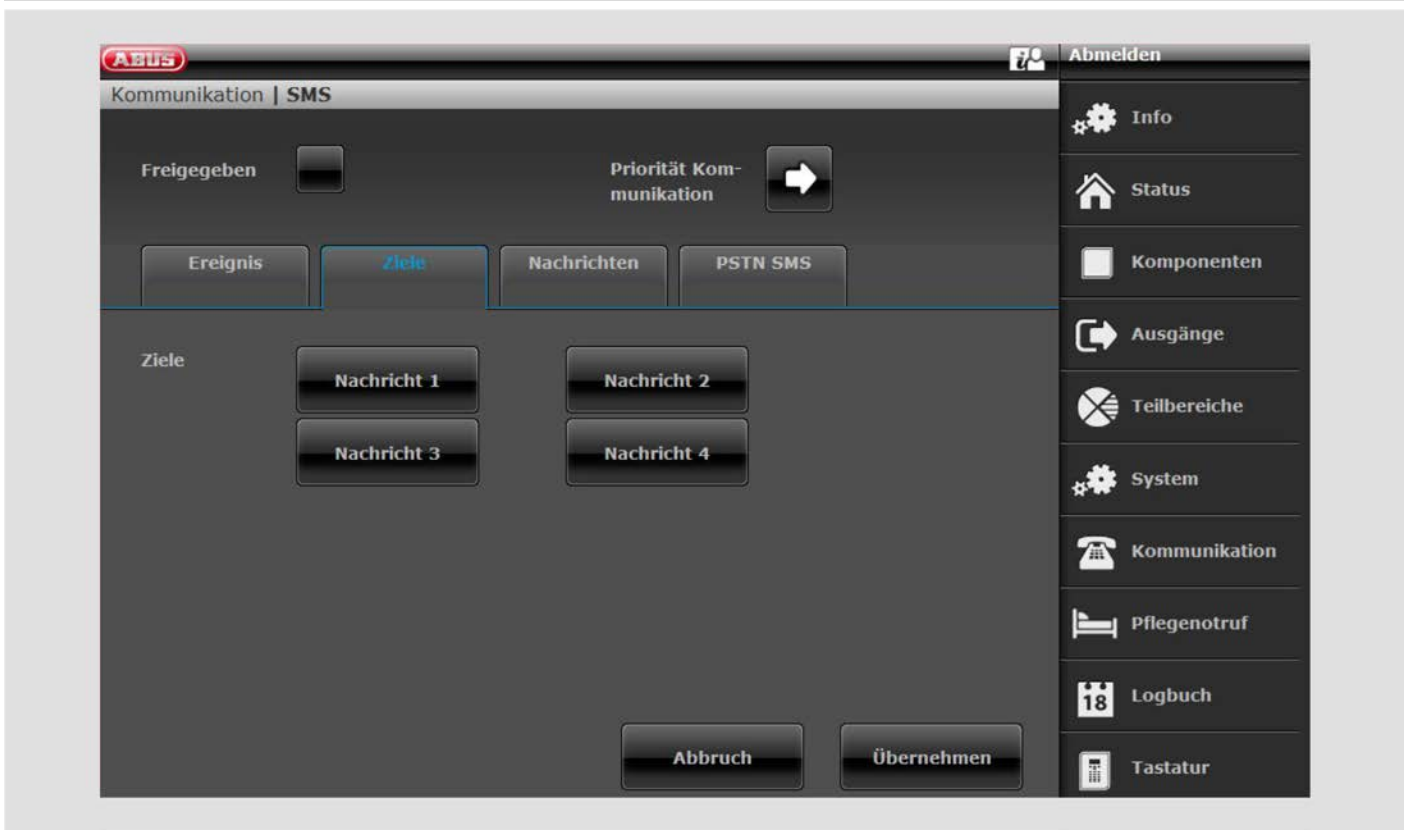 ABUS
i
Abmelden
Kommunikation | SMS
Freigegeben
Priorität Kom-
munikation
Ereignis
Ziele
Nachrichten
PSTN SMS
Ziele
Nachricht 1
Nachricht 2
Nachricht 3
Nachricht 4
Abbruch
Übernehmen
Info
Status
Komponenten
Ausgänge
Teilbereiche
System
Kommunikation
Pflegenotruf
18
Logbuch
Tastatur